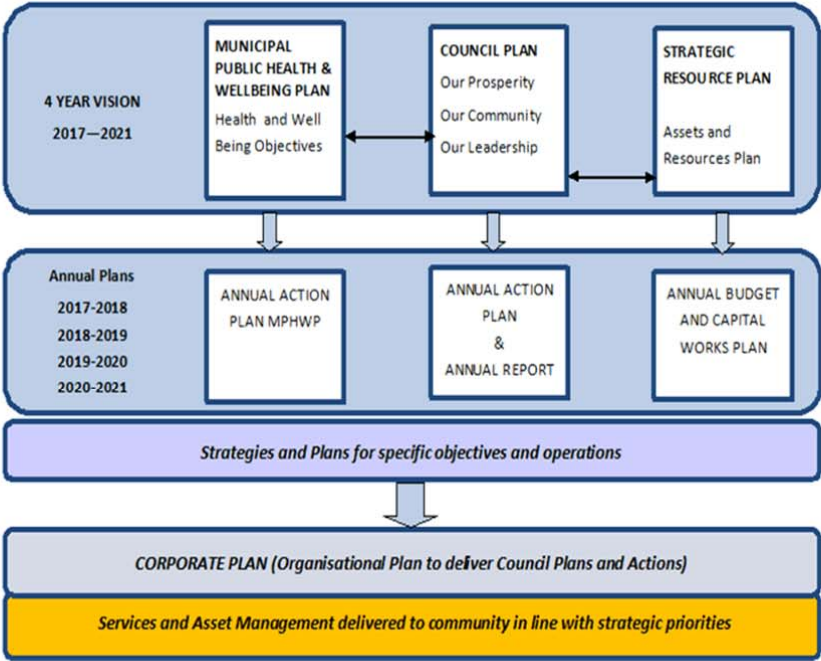 4 YEAR VISION
2017—2021
MUNICIPAL
PUBLIC HEALTH &
WELLBEING PLAN
Health and Well
Being Objectives
COUNCIL PLAN
Our Prosperity
Our Community
Our Leadership
STRATEGIC
RESOURCE PLAN
Assets and
Resources Plan
Annual Plans
2017-2018
2018-2019
2019-2020
2020-2021
ANNUAL ACTION
PLAN MPHWP
ANNUAL ACTION
PLAN
&
ANNUAL REPORT
ANNUAL BUDGET
AND CAPITAL
WORKS PLAN
Strategies and Plans for specific objectives and operations
CORPORATE PLAN (Organisational Plan to deliver Council Plans and Actions)
Services and Asset Management delivered to community in line with strategic priorities